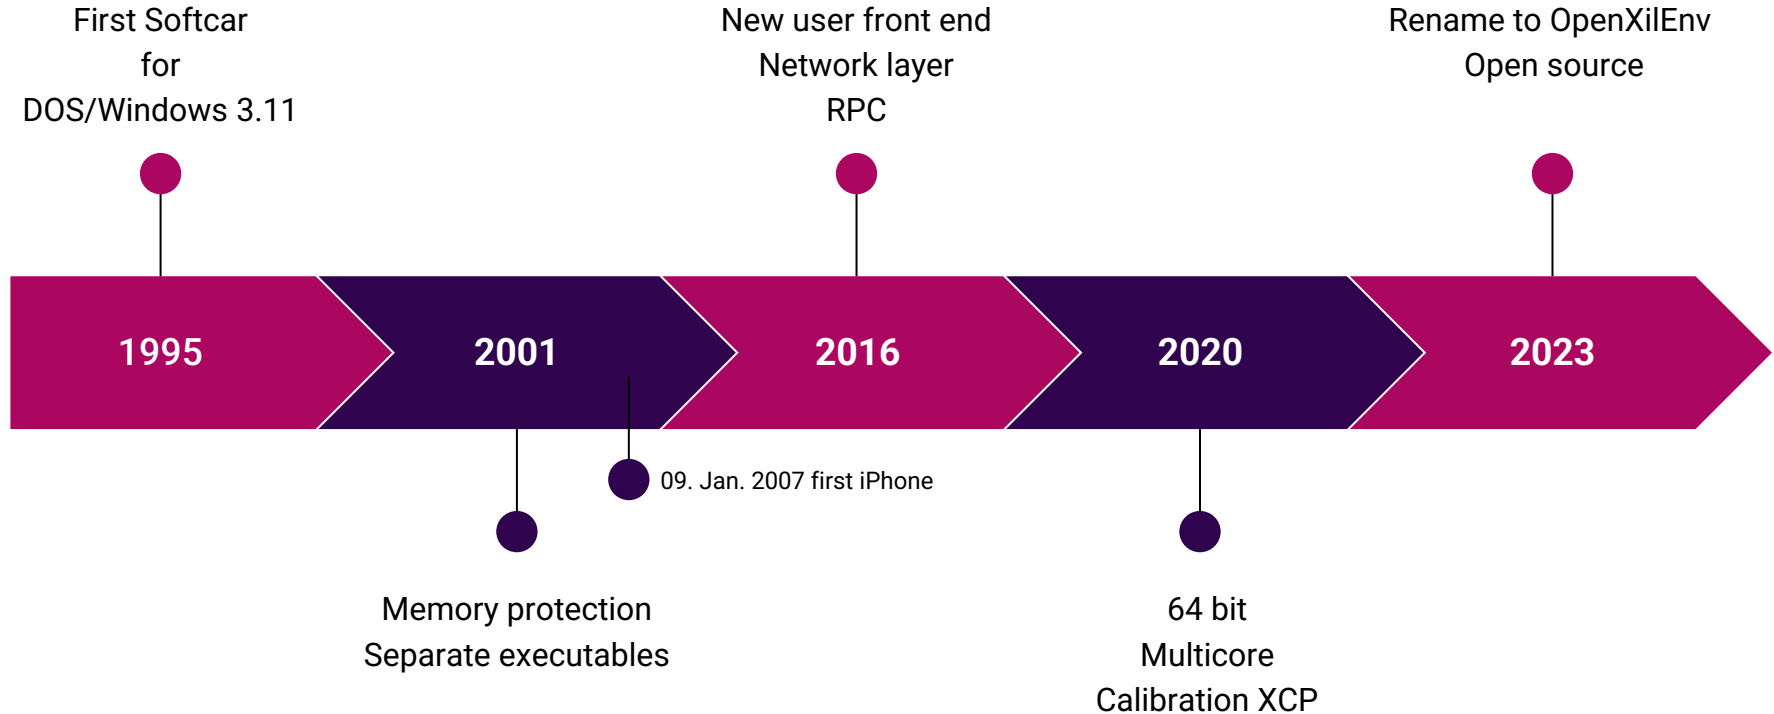 First Softcar
for
DOS/Windows 3.11
New user front end
Network layer
RPC
Rename to OpenXilEnv
Open source
1995
2001
2016
2020
2023
09. Jan. 2007 first iPhone
Memory protection
Separate executables
64 bit
Multicore
Calibration XCP